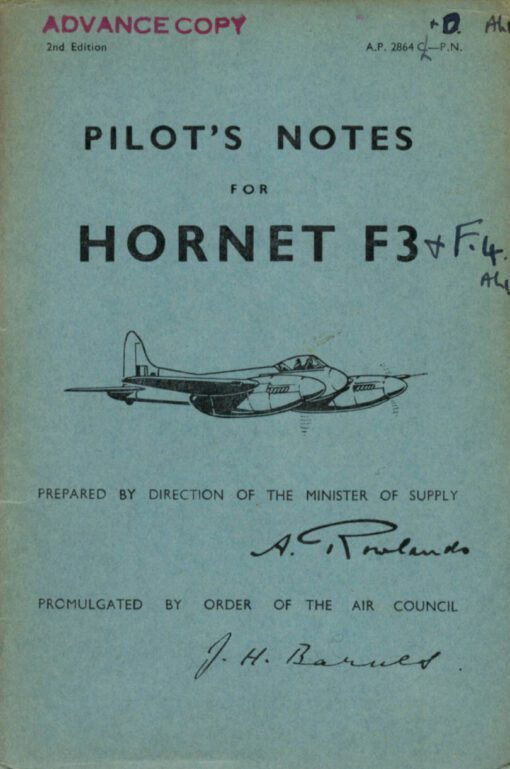 ADVANCE COPY
+ D.
2nd Edition
A.P. 2864 C—P.N.
PILOT'S NOTES
FOR
HORNET F3 + F.4.
PREPARED BY DIRECTION OF THE MINISTER OF SUPPLY
A. Rowlands
PROMULGATED BY ORDER OF THE AIR COUNCIL
J. H. Barnes.